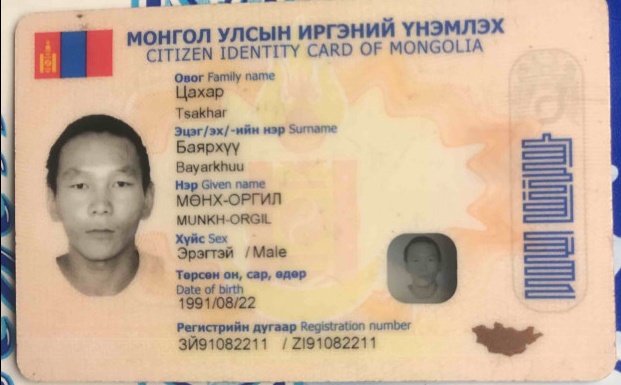 МОНГОЛ УЛСЫН ИРГЭНИЙ ҮНЭМЛЭХ
CITIZEN IDENTITY CARD OF MONGOLIA
Овог Family name
Цахар
Tsakhar
Эцэг/эх/-ийн нэр Surname
Баярхүү
Bayarkhuu
Нэр Given name
МӨНХ-ОРГИЛ
MUNKH-ORGIL
Хүйс Sex
Эрэгтэй / Male
Төрсөн он, сар, өдөр
Date of birth
1991/08/22
Регистрийн дугаар Registration number
ЗЙ91082211 / ZI91082211